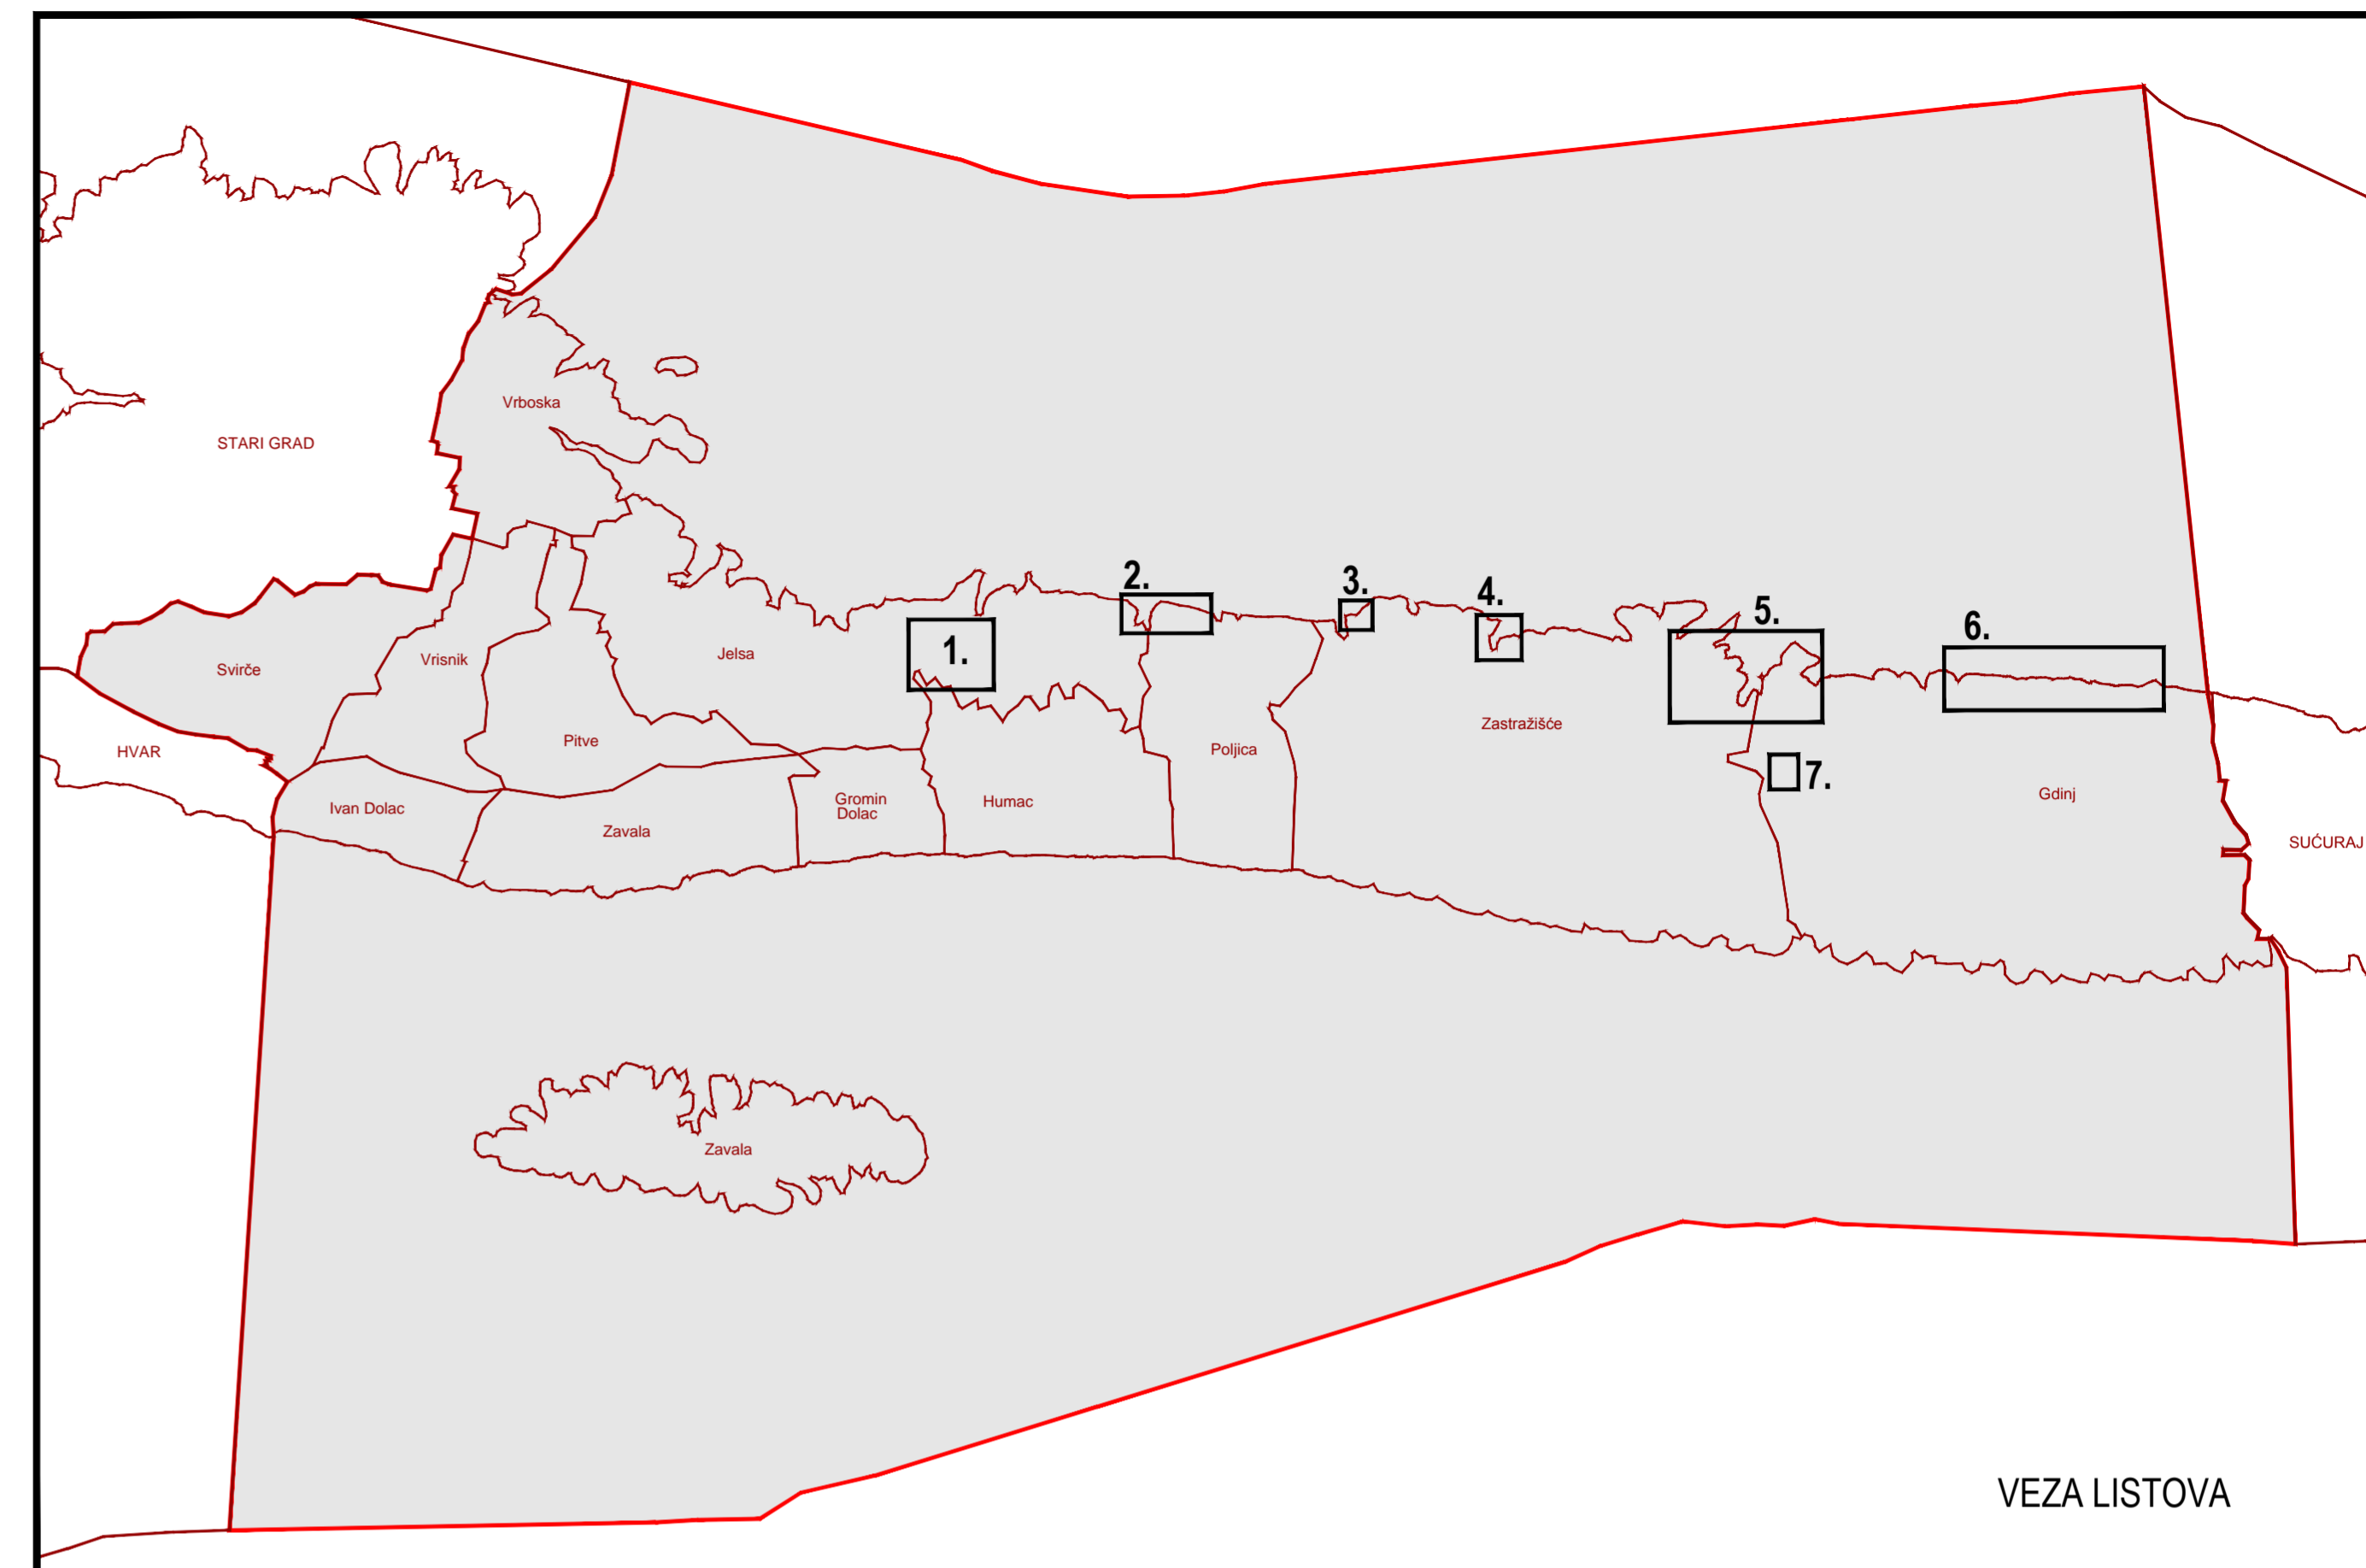 Vrboska
STARI GRAD
2.
3.
4.
5.
6.
1.
Svirče
Vrisnik
Jelsa
Zastražišće
HVAR
Pitve
Poljica
7.
Gdinj
Ivan Dolac
Zavala
Gromin
Dolac
Humac
SUĆURAJ
Zavala
VEZA LISTOVA